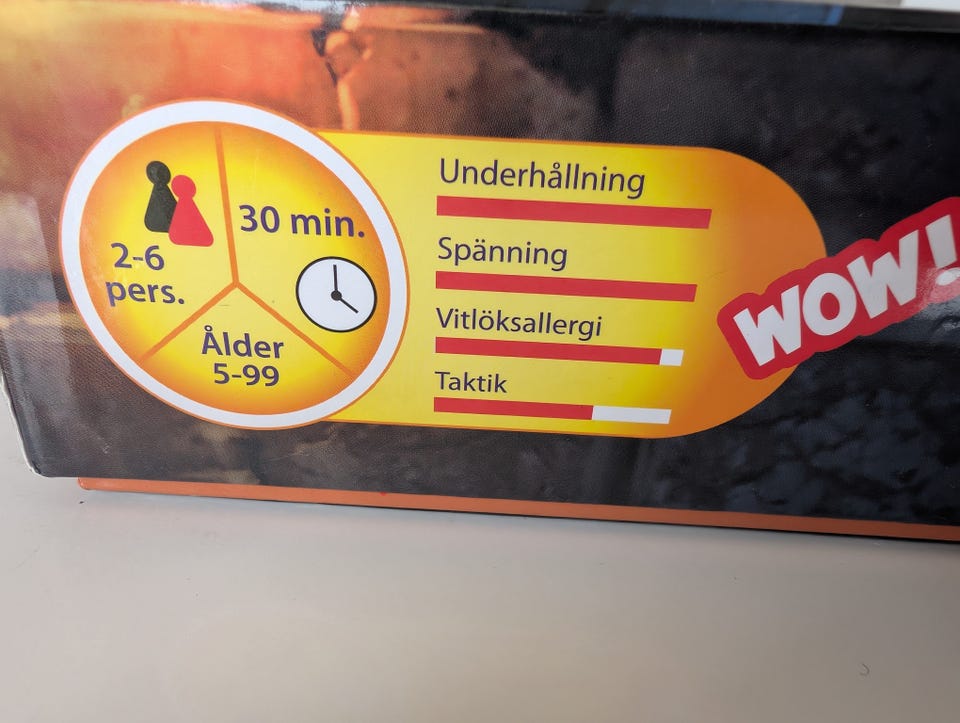 2-6
pers.
30 min.
Ålder
5-99
Underhållning
Spänning
Vitlöksallergi
Taktik
WOW!